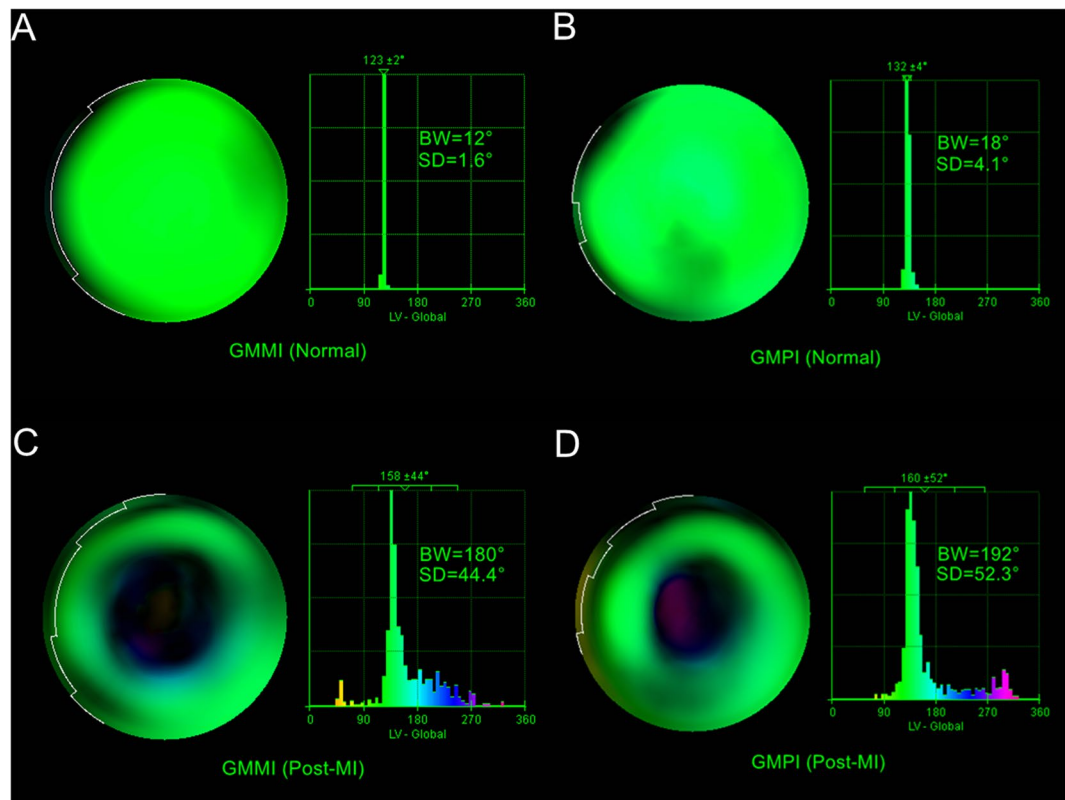 A
123 ±2°
BW=12°
SD=1.6°
0 90 180 270 360
LV - Global
GMMI (Normal)
B
132 ±4°
BW=18°
SD=4.1°
0 90 180 270 360
LV - Global
GMPI (Normal)
C
158 ±44°
BW=180°
SD=44.4°
0 90 180 270 360
LV - Global
GMMI (Post-MI)
D
160 ±52°
BW=192°
SD=52.3°
0 90 180 270 360
LV - Global
GMPI (Post-MI)